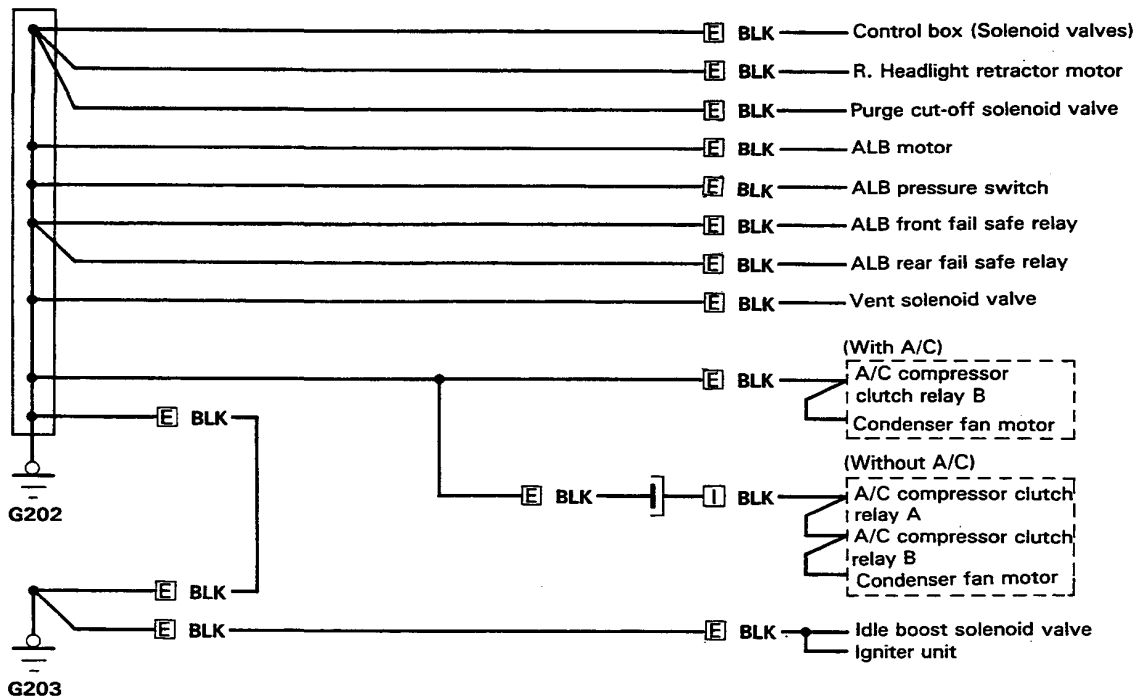 E BLK Control box (Solenoid valves)
E BLK R. Headlight retractor motor
E BLK Purge cut-off solenoid valve
E BLK ALB motor
E BLK ALB pressure switch
E BLK ALB front fail safe relay
E BLK ALB rear fail safe relay
E BLK Vent solenoid valve
(With A/C)
E BLK A/C compressor
clutch relay B
Condenser fan motor
E BLK
G202
(Without A/C)
E BLK I BLK A/C compressor clutch
relay A
A/C compressor clutch
relay B
Condenser fan motor
E BLK
E BLK E BLK Idle boost solenoid valve
Igniter unit
G203